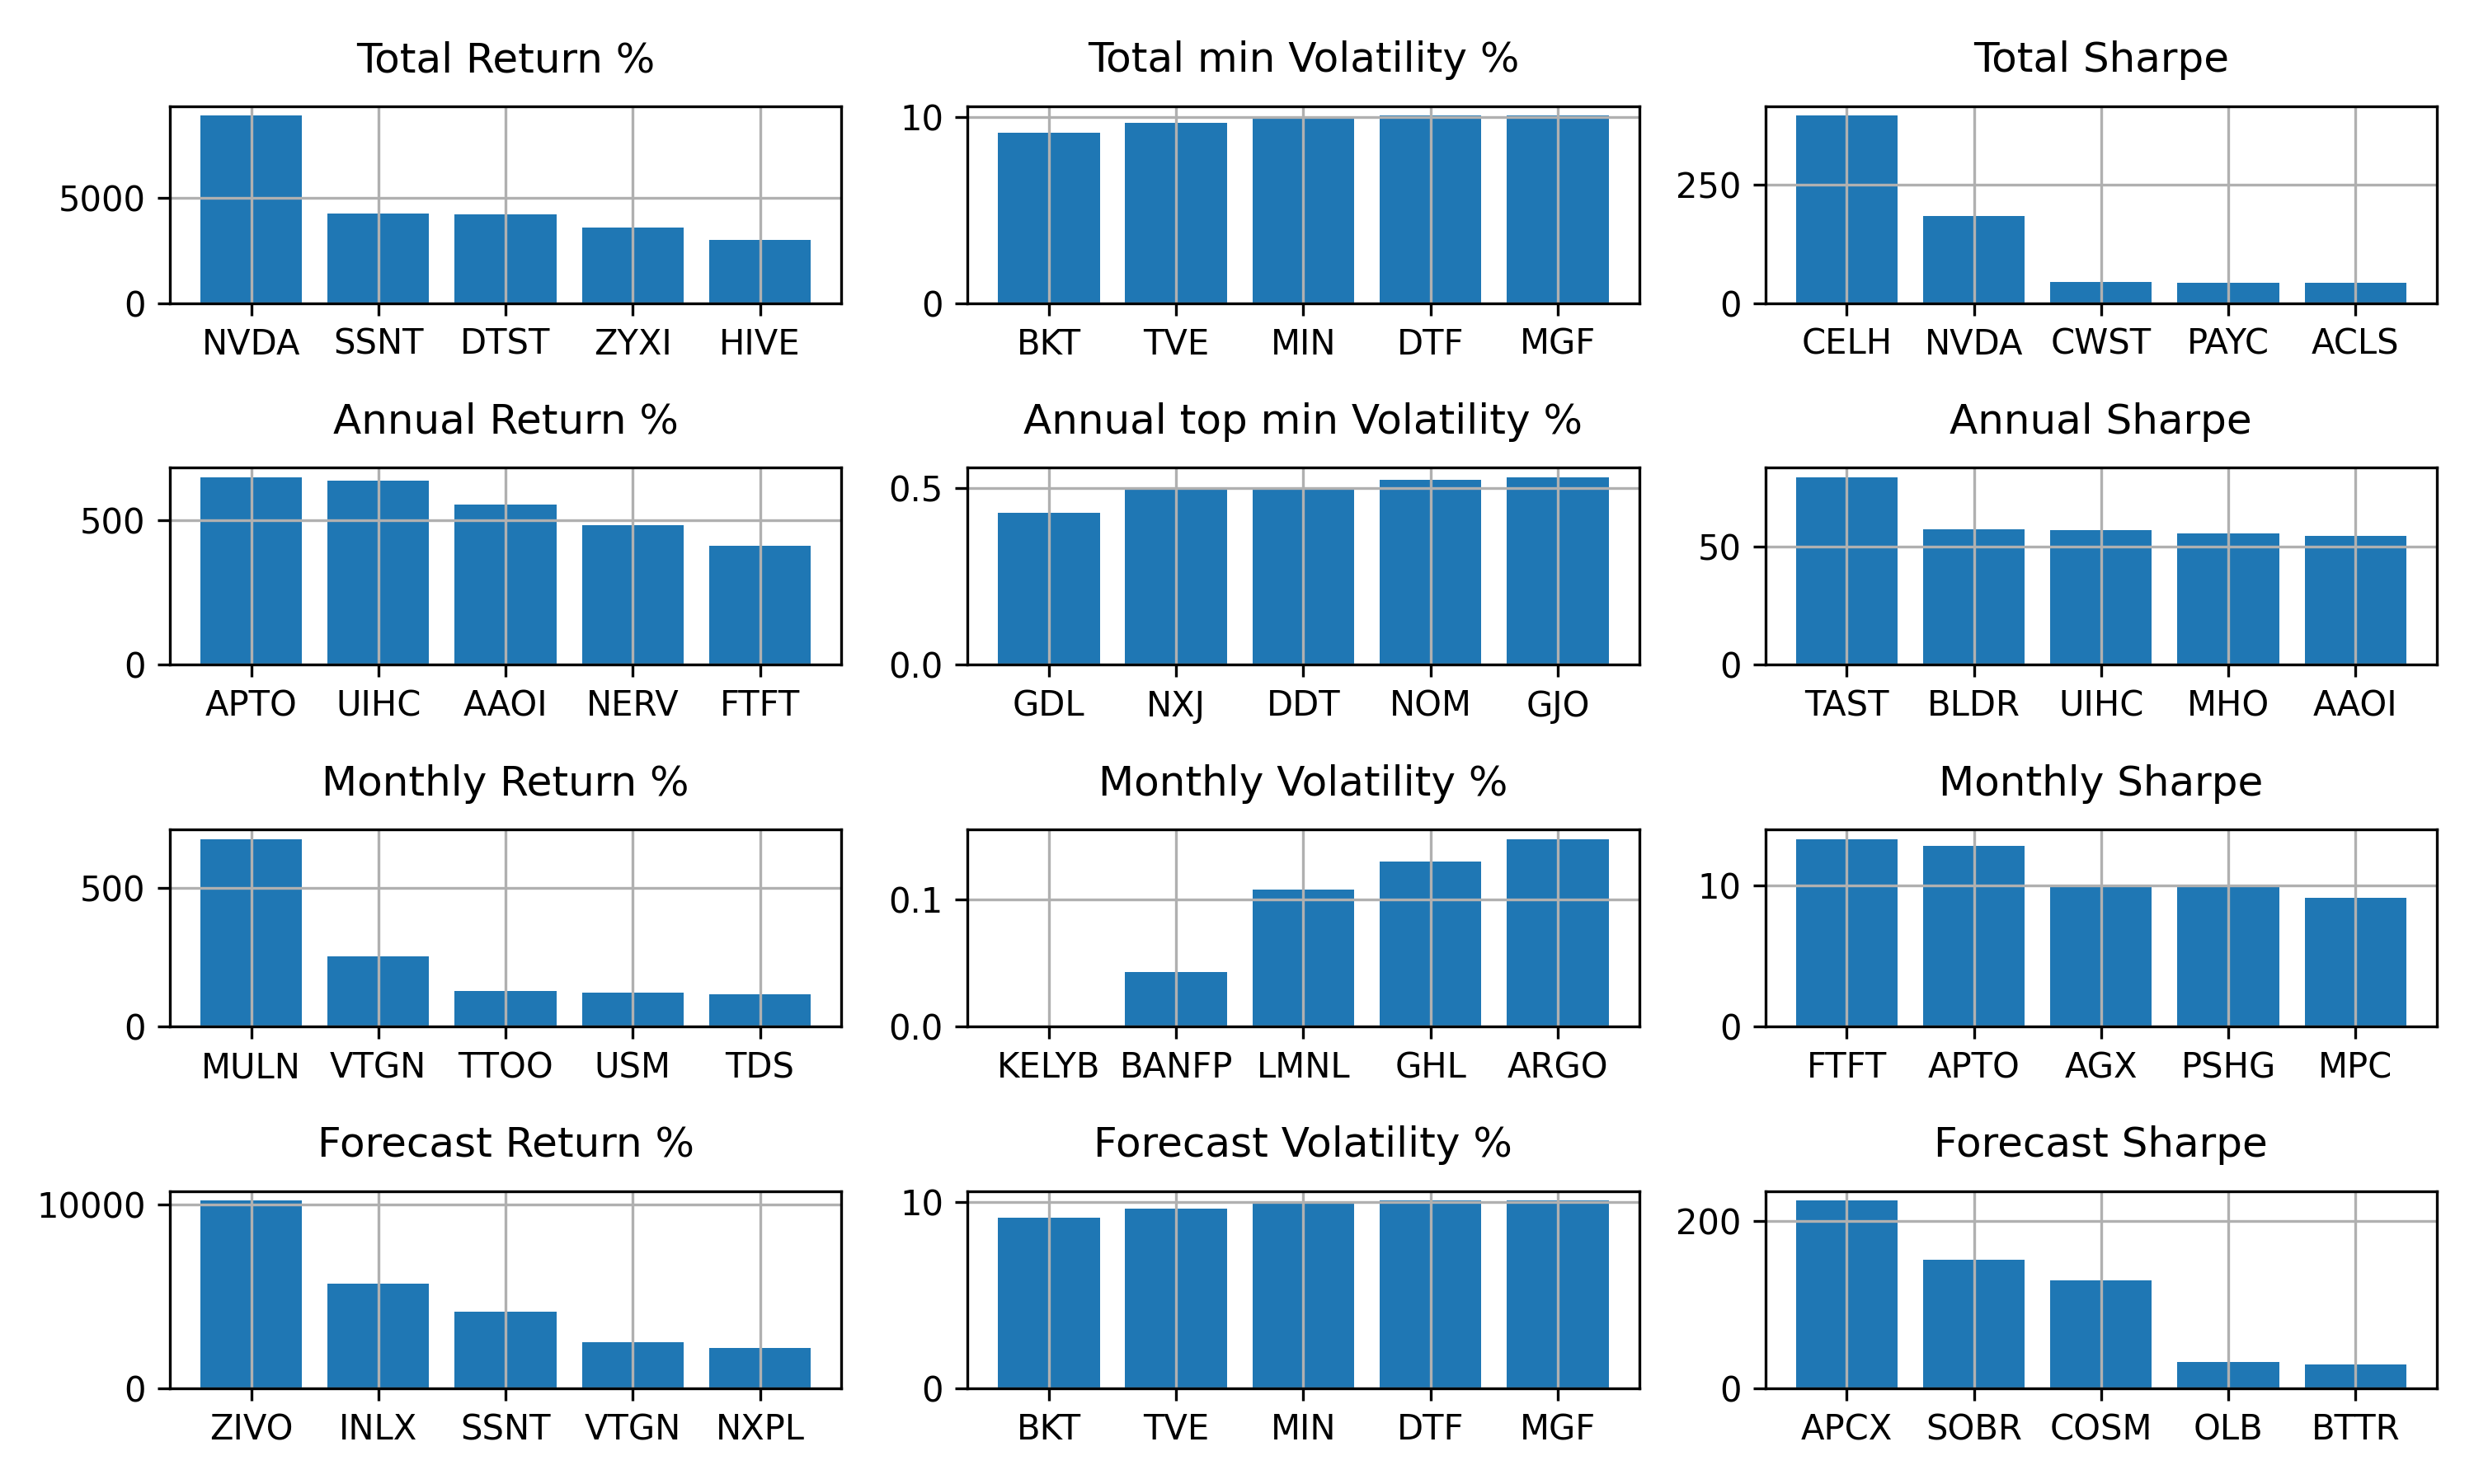 Total Return %
5000
0
NVDA SSNT DTST ZYXI HIVE
Total min Volatility %
10
0
BKT TVE MIN DTF MGF
Total Sharpe
250
0
CELH NVDA CWST PAYC ACLS
Annual Return %
500
0
APTO UIHC AAOI NERV FTFT
Annual top min Volatility %
0.5
0.0
GDL NXJ DDT NOM GJO
Annual Sharpe
50
0
TAST BLDR UIHC MHO AAOI
Monthly Return %
500
0
MULN VTGN TTOO USM TDS
Monthly Volatility %
0.1
0.0
KELYB BANFP LMNL GHL ARGO
Monthly Sharpe
10
0
FTFT APTO AGX PSHG MPC
Forecast Return %
10000
0
ZIVO INLX SSNT VTGN NXPL
Forecast Volatility %
10
0
BKT TVE MIN DTF MGF
Forecast Sharpe
200
0
APCX SOBR COSM OLB BTTR